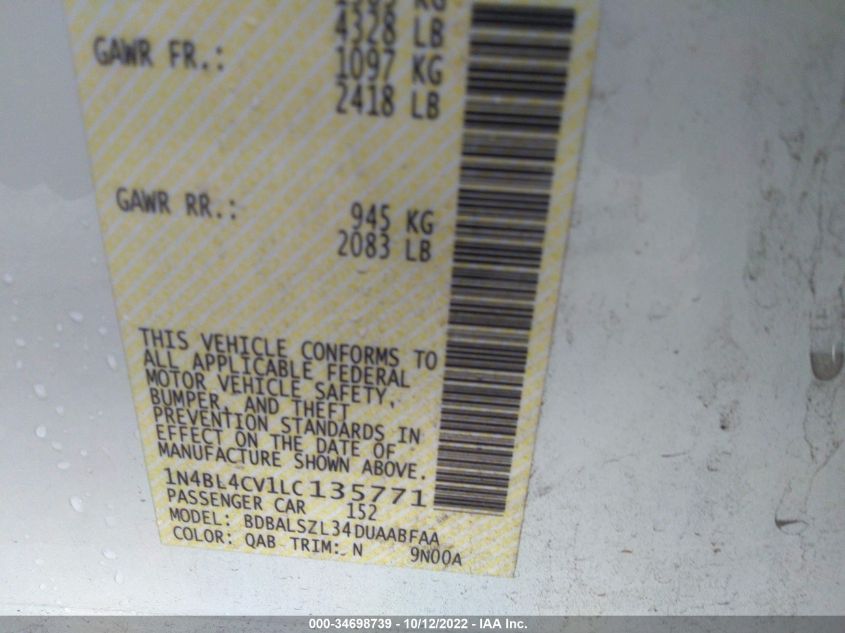 4328 LB
GAWR FR.: 1097 KG
2418 LB
GAWR RR.: 945 KG
2083 LB
THIS VEHICLE CONFORMS TO
ALL APPLICABLE FEDERAL
MOTOR VEHICLE SAFETY,
BUMPER, AND THEFT
PREVENTION STANDARDS IN
EFFECT ON THE DATE OF
MANUFACTURE SHOWN ABOVE.
1N4BL4CV1LC135771
PASSENGER CAR 152
MODEL: BDBALSZL34DUAABFAA
COLOR: QAB TRIM: N 9N00A
000-34698739 - 10/12/2022 - IAA Inc.